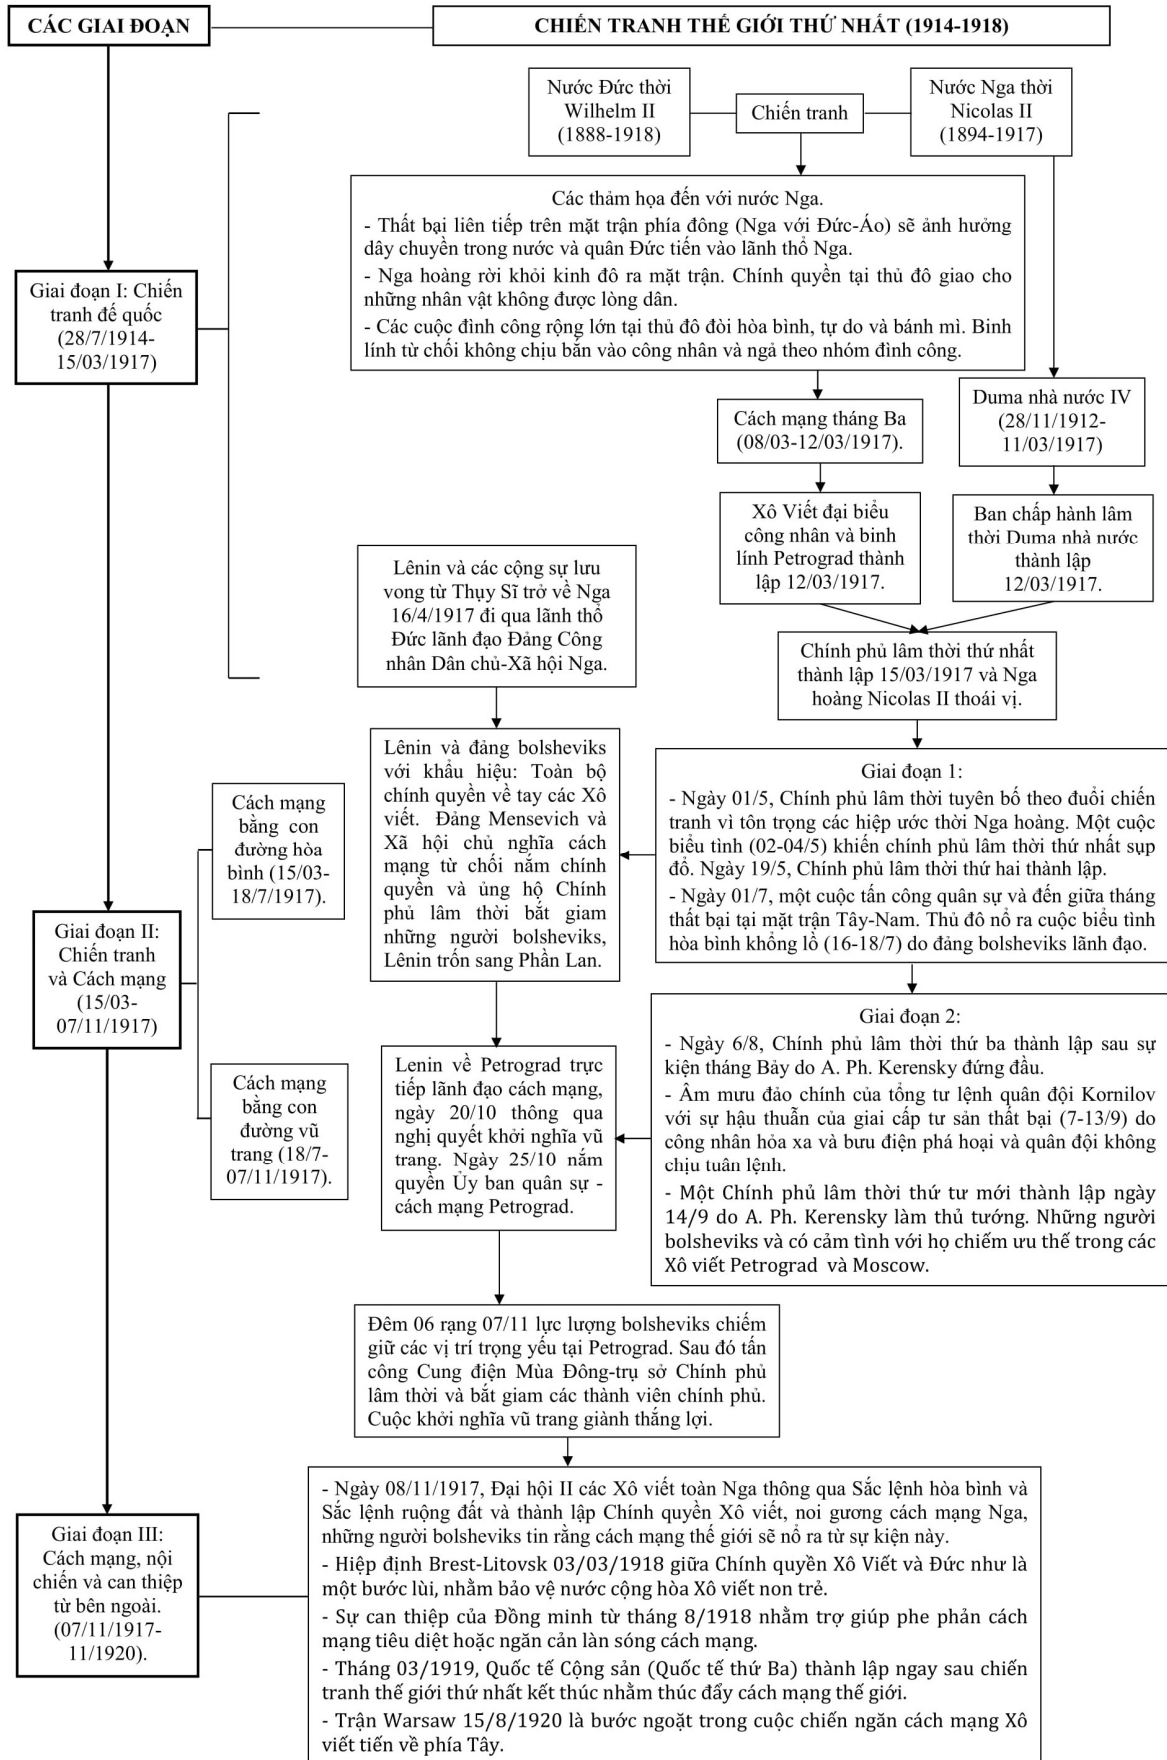 CÁC GIAI ĐOẠN
CHIẾN TRANH THẾ GIỚI THỨ NHẤT (1914-1918)
Nước Đức thời
Wilhelm II
(1888-1918)
Chiến tranh
Nước Nga thời
Nicolas II
(1894-1917)
Các thảm họa đến với nước Nga.
- Thất bại liên tiếp trên mặt trận phía đông (Nga với Đức-Áo) sẽ ảnh hưởng
dây chuyền trong nước và quân Đức tiến vào lãnh thổ Nga.
- Nga hoàng rời khỏi kinh đô ra mặt trận. Chính quyền tại thủ đô giao cho
những nhân vật không được lòng dân.
- Các cuộc đình công rộng lớn tại thủ đô đòi hòa bình, tự do và bánh mì. Binh
lính từ chối không chịu bắn vào công nhân và ngả theo nhóm đình công.
Giai đoạn I: Chiến
tranh đế quốc
(28/7/1914-
15/03/1917)
Cách mạng tháng Ba
(08/03-12/03/1917).
Duma nhà nước IV
(28/11/1912-
11/03/1917)
Xô Viết đại biểu
công nhân và binh
lính Petrograd thành
lập 12/03/1917.
Ban chấp hành lâm
thời Duma nhà nước
thành lập
12/03/1917.
Lênin và các cộng sự lưu
vong từ Thụy Sĩ trở về Nga
16/4/1917 đi qua lãnh thổ
Đức lãnh đạo Đảng Công
nhân Dân chủ-Xã hội Nga.
Chính phủ lâm thời thứ nhất
thành lập 15/03/1917 và Nga
hoàng Nicolas II thoái vị.
Lênin và đảng bolsheviks
với khẩu hiệu: Toàn bộ
chính quyền về tay các Xô
viết. Đảng Mensevich và
Xã hội chủ nghĩa cách
mạng từ chối nắm chính
quyền và ủng hộ Chính
phủ lâm thời bắt giam
những người bolsheviks,
Lênin trốn sang Phần Lan.
Giai đoạn 1:
- Ngày 01/5, Chính phủ lâm thời tuyên bố theo đuổi chiến
tranh vì tôn trọng các hiệp ước thời Nga hoàng. Một cuộc
biểu tình (02-04/5) khiến chính phủ lâm thời thứ nhất sụp
đổ. Ngày 19/5, Chính phủ lâm thời thứ hai thành lập.
- Ngày 01/7, một cuộc tấn công quân sự và đến giữa tháng
thất bại tại mặt trận Tây-Nam. Thủ đô nổ ra cuộc biểu tình
hòa bình khổng lồ (16-18/7) do đảng bolsheviks lãnh đạo.
Cách mạng
bằng con
đường hòa
bình (15/03-
18/7/1917).
Giai đoạn II:
Chiến tranh
và Cách mạng
(15/03-
07/11/1917)
Cách mạng
bằng con
đường vũ
trang (18/7-
07/11/1917).
Lenin về Petrograd trực
tiếp lãnh đạo cách mạng,
ngày 20/10 thông qua
nghị quyết khởi nghĩa vũ
trang. Ngày 25/10 nắm
quyền Ủy ban quân sự -
cách mạng Petrograd.
Giai đoạn 2:
- Ngày 6/8, Chính phủ lâm thời thứ ba thành lập sau sự
kiện tháng Bảy do A. Ph. Kerensky đứng đầu.
- Âm mưu đảo chính của tổng tư lệnh quân đội Kornilov
với sự hậu thuẫn của giai cấp tư sản thất bại (7-13/9) do
công nhân hỏa xa và bưu điện phá hoại và quân đội không
chịu tuân lệnh.
- Một Chính phủ lâm thời thứ tư mới thành lập ngày
14/9 do A. Ph. Kerensky làm thủ tướng. Những người
bolsheviks và có cảm tình với họ chiếm ưu thế trong các
Xô viết Petrograd và Moscow.
Đêm 06 rạng 07/11 lực lượng bolsheviks chiếm
giữ các vị trí trọng yếu tại Petrograd. Sau đó tấn
công Cung điện Mùa Đông-trụ sở Chính phủ
lâm thời và bắt giam các thành viên chính phủ.
Cuộc khởi nghĩa vũ trang giành thắng lợi.
Giai đoạn III:
Cách mạng, nội
chiến và can thiệp
từ bên ngoài.
(07/11/1917-
11/1920).
- Ngày 08/11/1917, Đại hội II các Xô viết toàn Nga thông qua Sắc lệnh hòa bình và
Sắc lệnh ruộng đất và thành lập Chính quyền Xô viết, noi gương cách mạng Nga,
những người bolsheviks tin rằng cách mạng thế giới sẽ nổ ra từ sự kiện này.
- Hiệp định Brest-Litovsk 03/03/1918 giữa Chính quyền Xô Viết và Đức như là
một bước lùi, nhằm bảo vệ nước cộng hòa Xô viết non trẻ.
- Sự can thiệp của Đồng minh từ tháng 8/1918 nhằm trợ giúp phe phản cách
mạng tiêu diệt hoặc ngăn cản làn sóng cách mạng.
- Tháng 03/1919, Quốc tế Cộng sản (Quốc tế thứ Ba) thành lập ngay sau chiến
tranh thế giới thứ nhất kết thúc nhằm thúc đẩy cách mạng thế giới.
- Trận Warsaw 15/8/1920 là bước ngoặt trong cuộc chiến ngăn cách mạng Xô
viết tiến về phía Tây.